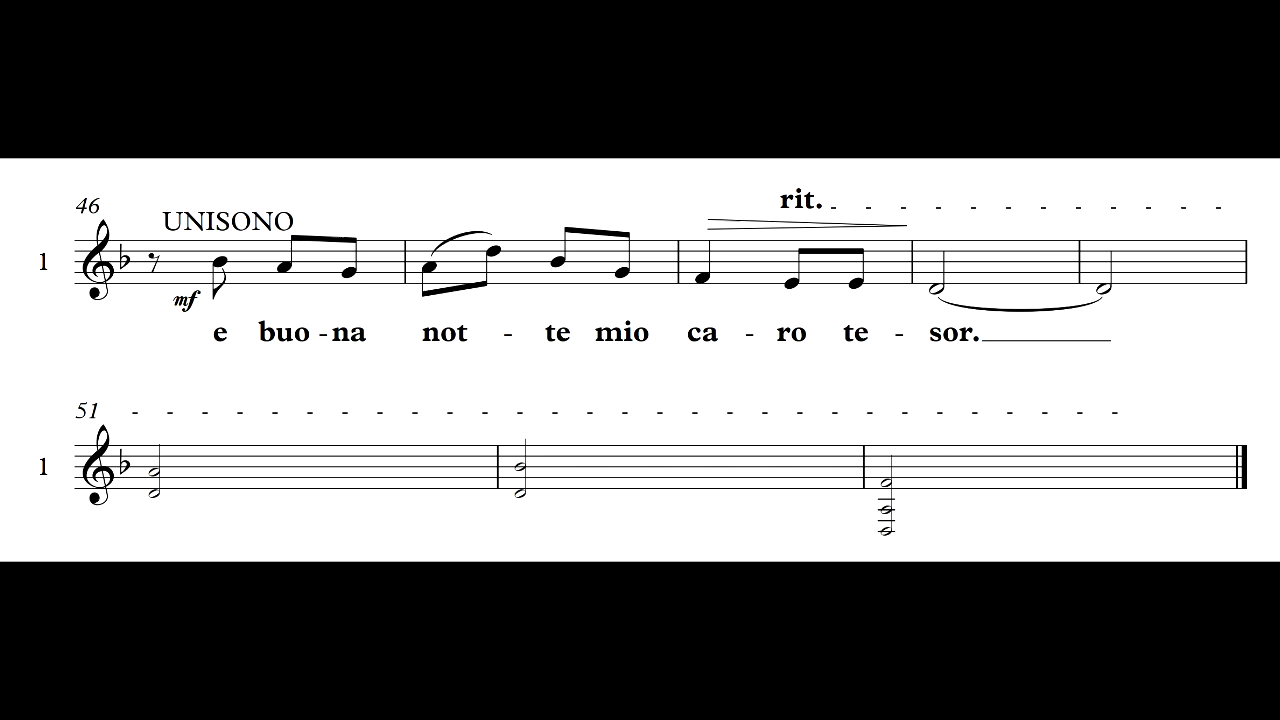 46
UNISONO
rit.
1
mf
e buo - na not - te mio ca - ro te - sor.
51
1